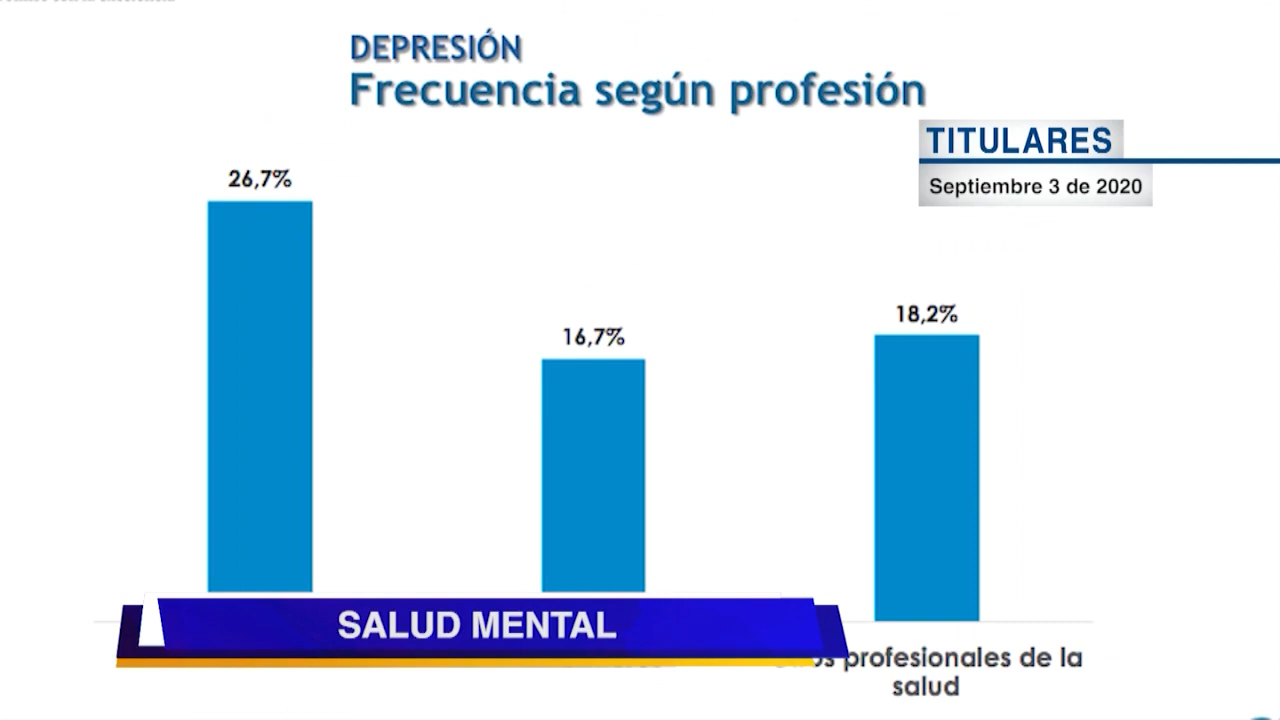 DEPRESIÓN
Frecuencia según profesión
TITULARES
Septiembre 3 de 2020
26,7%
16,7%
18,2%
SALUD MENTAL
profesionales de la
salud